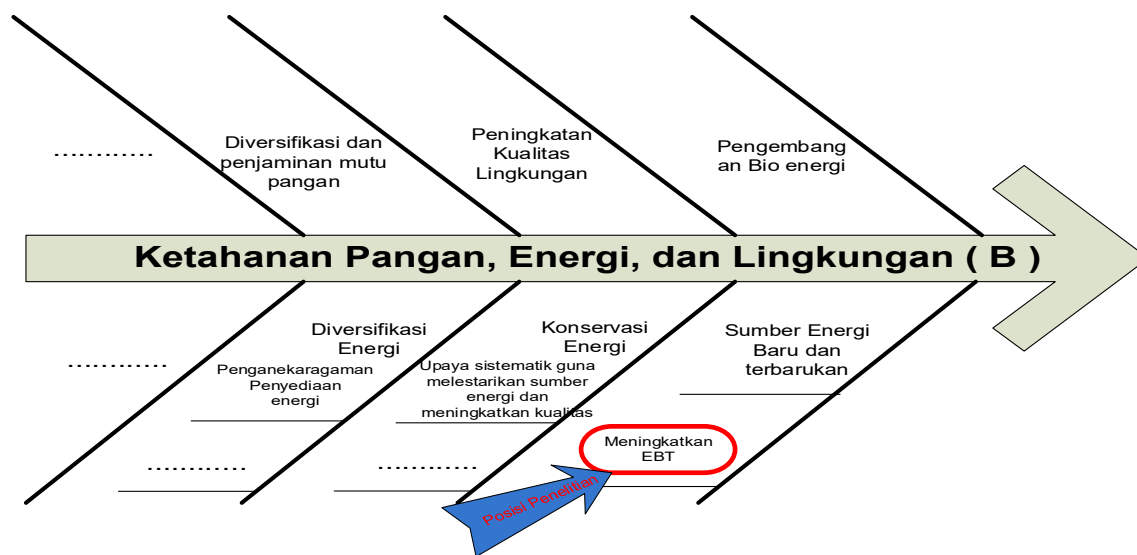 Diversifikasi dan
penjaminan mutu
pangan
Peningkatan
Kualitas
Lingkungan
Pengembang
an Bio energi
Ketahanan Pangan, Energi, dan Lingkungan ( B )
Diversifikasi
Energi
Penganekaragaman
Penyediaan
energi
Konservasi
Energi
Upaya sistematik guna
melestarikan sumber
energi dan
meningkatkan kualitas
Sumber Energi
Baru dan
terbarukan
Meningkatkan
EBT
Posisi Penelitian